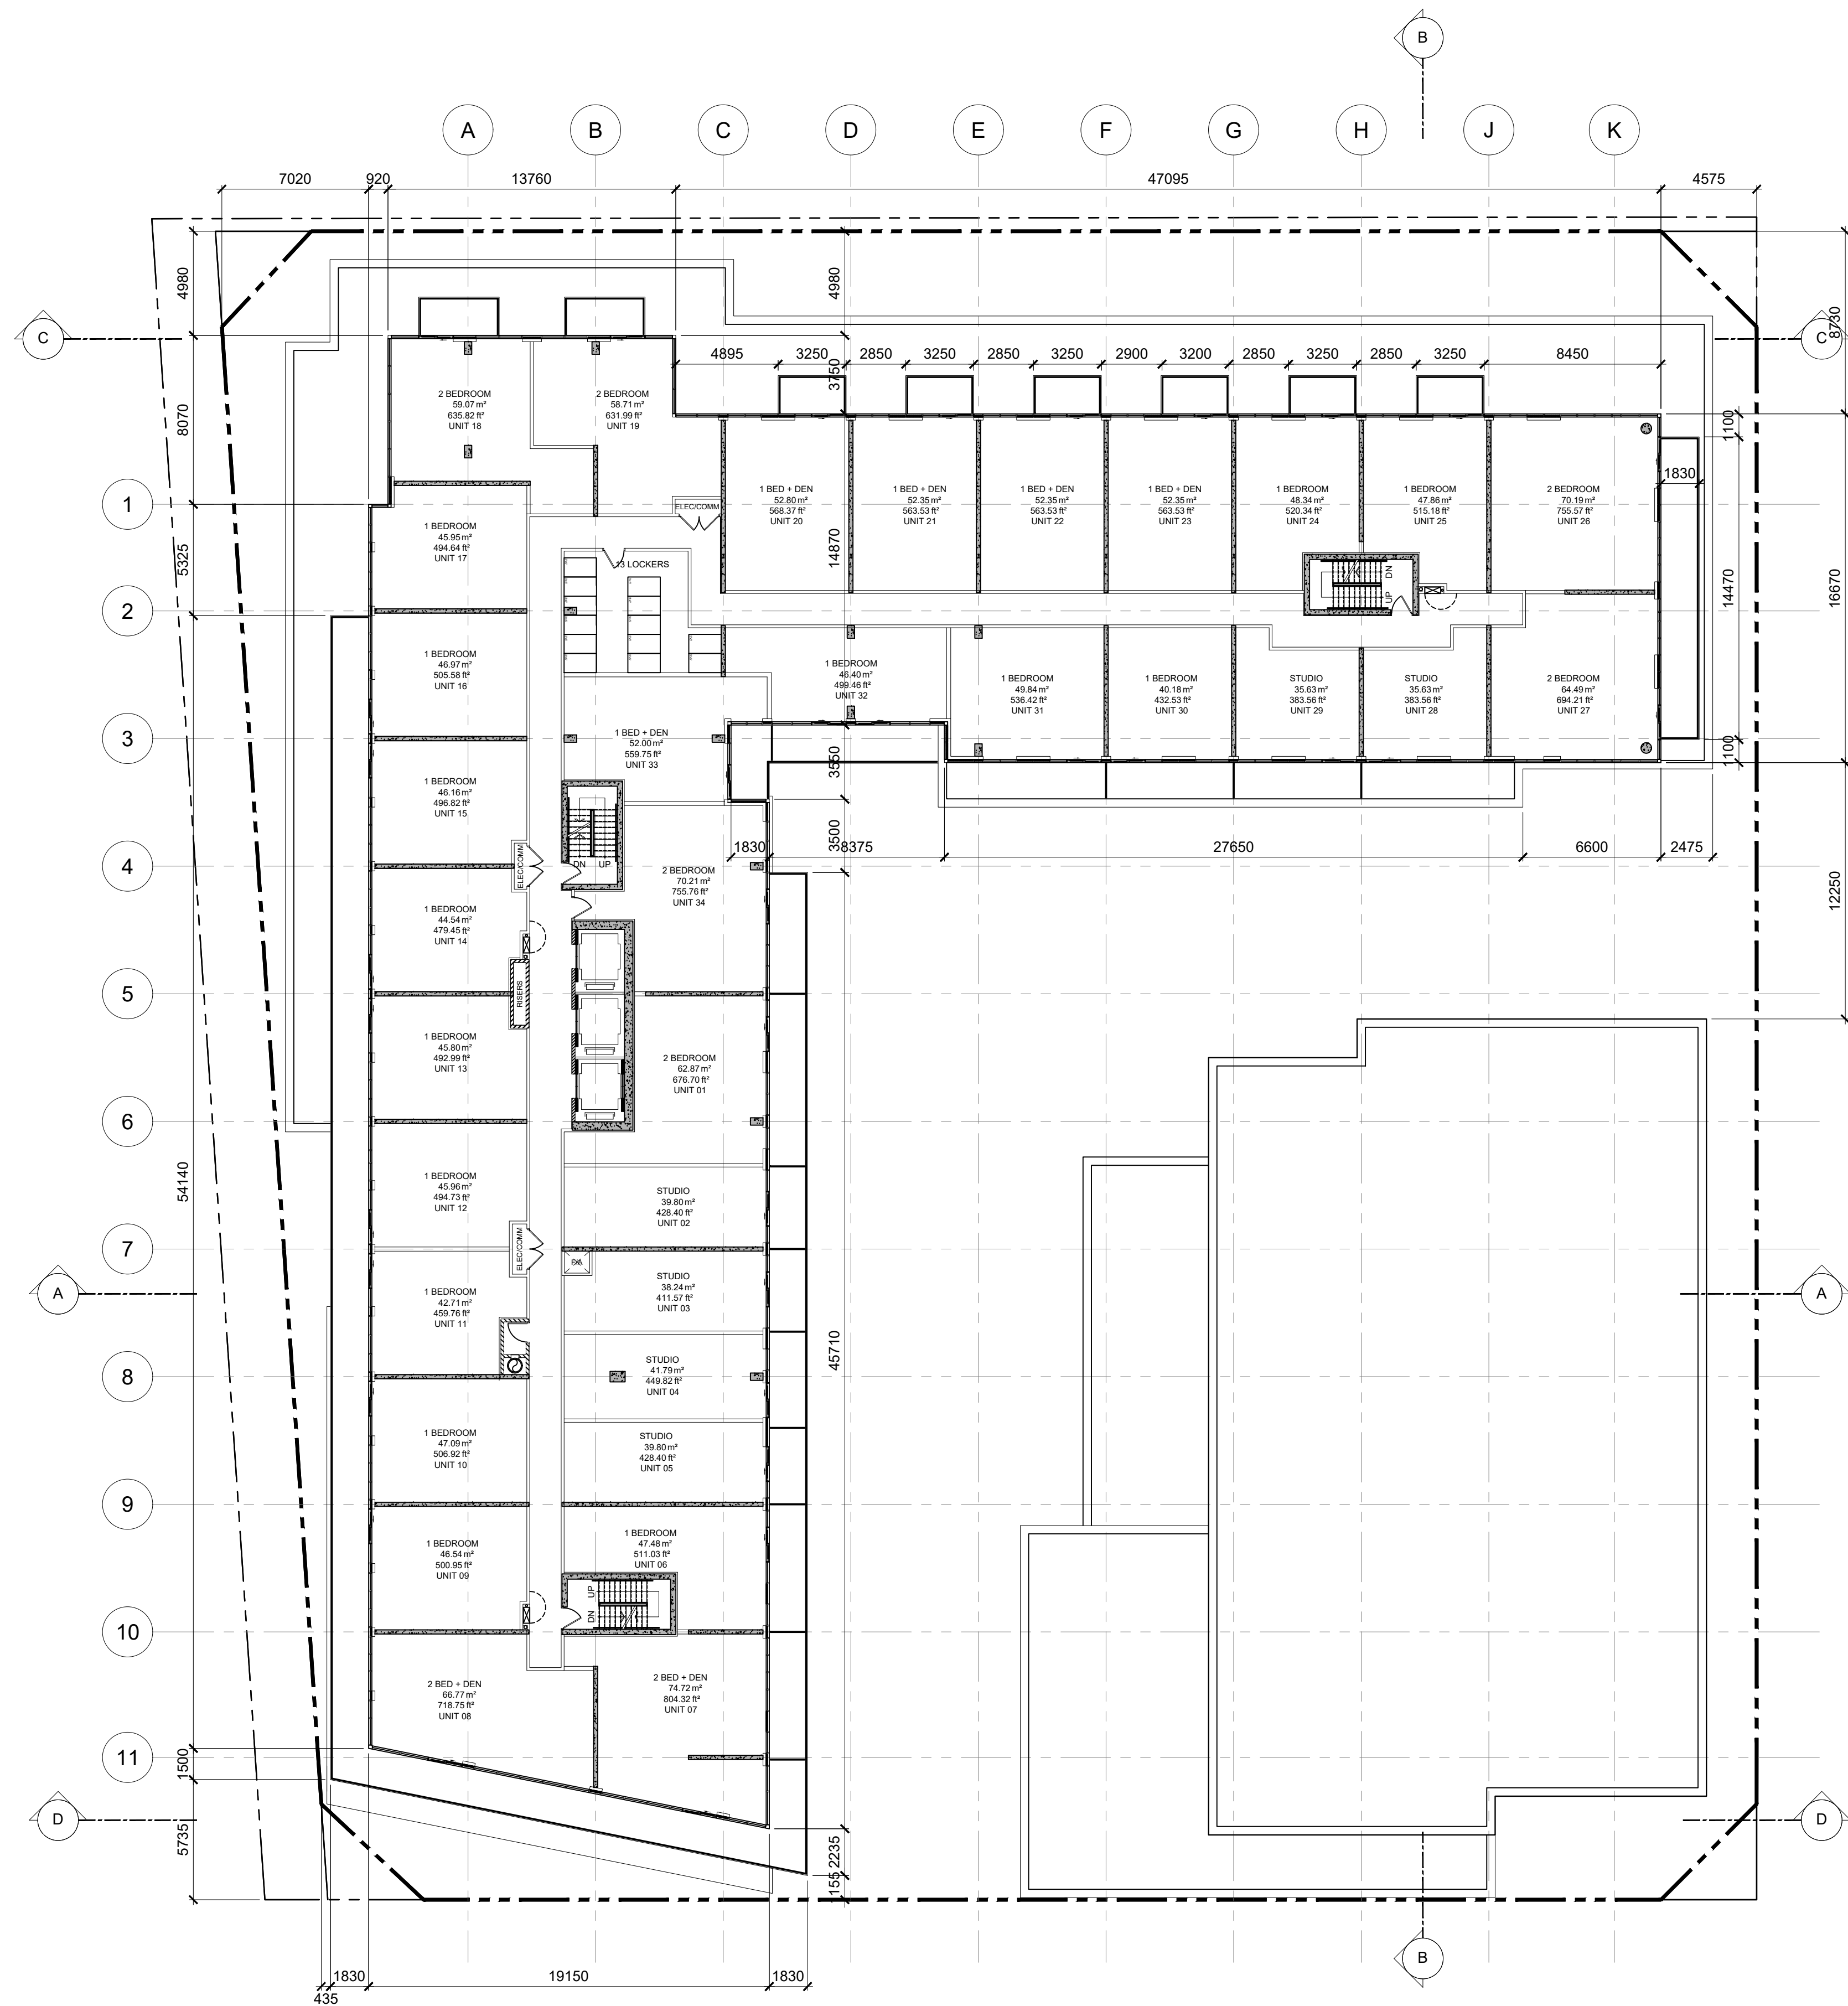 B
A
B
C
D
E
F
G
H
J
K
7020
920
13760
47095
4575
4980
4980
8730
C
C
4895
3250
2850
3250
2850
3250
2900
3200
2850
3250
2850
3250
8450
3750
8070
1100
1830
2 BEDROOM
59.07 m²
635.82 ft²
UNIT 18
2 BEDROOM
58.71 m²
631.99 ft²
UNIT 19
1 BED + DEN
52.80 m²
568.37 ft²
UNIT 20
1 BED + DEN
52.35 m²
563.53 ft²
UNIT 21
1 BED + DEN
52.35 m²
563.53 ft²
UNIT 22
1 BED + DEN
52.35 m²
563.53 ft²
UNIT 23
1 BEDROOM
48.34 m²
520.34 ft²
UNIT 24
1 BEDROOM
47.86 m²
515.18 ft²
UNIT 25
2 BEDROOM
70.19 m²
755.57 ft²
UNIT 26
1
ELEC/COMM
5325
1 BEDROOM
45.95 m²
494.64 ft²
UNIT 17
13 LOCKERS
14870
UP
DN
14470
16670
2
1 BEDROOM
46.97 m²
505.58 ft²
UNIT 16
1 BEDROOM
46.40 m²
499.46 ft²
UNIT 32
1 BEDROOM
49.84 m²
536.42 ft²
UNIT 31
1 BEDROOM
40.18 m²
432.53 ft²
UNIT 30
STUDIO
35.63 m²
383.56 ft²
UNIT 29
STUDIO
35.63 m²
383.56 ft²
UNIT 28
2 BEDROOM
64.49 m²
694.21 ft²
UNIT 27
3
1 BED + DEN
52.00 m²
559.75 ft²
UNIT 33
3550
1100
1 BEDROOM
46.16 m²
496.82 ft²
UNIT 15
3500
4
ELEC/COMM
DN
UP
1830
8375
27650
6600
2475
2 BEDROOM
70.21 m²
755.76 ft²
UNIT 34
12250
1 BEDROOM
44.54 m²
479.45 ft²
UNIT 14
5
RISERS
1 BEDROOM
45.80 m²
492.99 ft²
UNIT 13
2 BEDROOM
62.87 m²
676.70 ft²
UNIT 01
6
54140
1 BEDROOM
45.96 m²
494.73 ft²
UNIT 12
STUDIO
39.80 m²
428.40 ft²
UNIT 02
7
ELEC/COMM
A
A
1 BEDROOM
42.71 m²
459.76 ft²
UNIT 11
STUDIO
38.24 m²
411.57 ft²
UNIT 03
45710
8
STUDIO
41.79 m²
449.82 ft²
UNIT 04
1 BEDROOM
47.09 m²
506.92 ft²
UNIT 10
STUDIO
39.80 m²
428.40 ft²
UNIT 05
9
1 BEDROOM
46.54 m²
500.95 ft²
UNIT 09
1 BEDROOM
47.48 m²
511.03 ft²
UNIT 06
UP
DN
10
2 BED + DEN
66.77 m²
718.75 ft²
UNIT 08
2 BED + DEN
74.72 m²
804.32 ft²
UNIT 07
11
1500
D
D
5735
2235
1155
B
1830
19150
1830
435